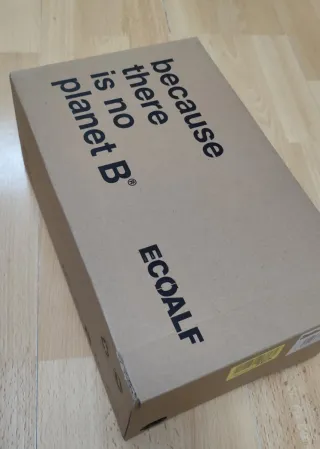 because
there
is no
planet B®
ECOALF